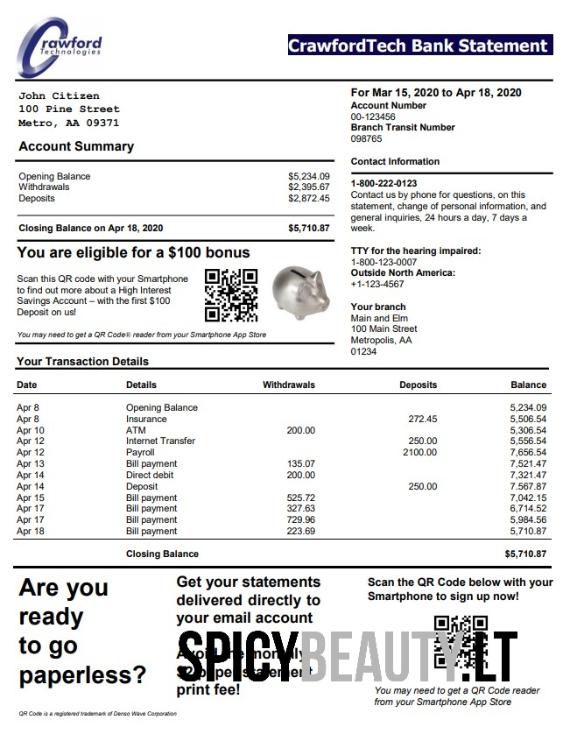 Crawford
Technologies
CrawfordTech Bank Statement
John Citizen
100 Pine Street
Metro, AA 09371
For Mar 15, 2020 to Apr 18, 2020
Account Number
00-123456
Branch Transit Number
098765
Account Summary
Opening Balance $5,234.09
Withdrawals $2,395.67
Deposits $2,872.45
Closing Balance on Apr 18, 2020 $5,710.87
Contact Information
1-800-222-0123
Contact us by phone for questions, on this
statement, change of personal information, and
general inquiries, 24 hours a day, 7 days a
week.
TTY for the hearing impaired:
1-800-123-0007
Outside North America:
+1-123-4567
Your branch
Main and Elm
100 Main Street
Metropolis, AA
01234
You are eligible for a $100 bonus
Scan this QR code with your Smartphone
to find out more about a High Interest
Savings Account – with the first $100
Deposit on us!
You may need to get a QR Code® reader from your Smartphone App Store
Your Transaction Details
Date Details Withdrawals Deposits Balance
Apr 8 Opening Balance 5,234.09
Apr 8 Insurance 272.45 5,506.54
Apr 10 ATM 200.00 5,306.54
Apr 12 Internet Transfer 250.00 5,556.54
Apr 12 Payroll 2100.00 7,656.54
Apr 13 Bill payment 135.07 7,521.47
Apr 14 Direct debit 200.00 7,321.47
Apr 14 Deposit 250.00 7.567.87
Apr 15 Bill payment 525.72 7,042.15
Apr 17 Bill payment 327.63 6,714.52
Apr 17 Bill payment 729.96 5,984.56
Apr 18 Bill payment 223.69 5,710.87
Closing Balance $5,710.87
Are you
ready
to go
paperless?
Get your statements
delivered directly to
your email account
Avoid the monthly
$2 paper statement
print fee!
Scan the QR Code below with your
Smartphone to sign up now!
You may need to get a QR Code reader
from your Smartphone App Store
SPICYBEAUTY.LT
QR Code is a registered trademark of Denso Wave Corporation